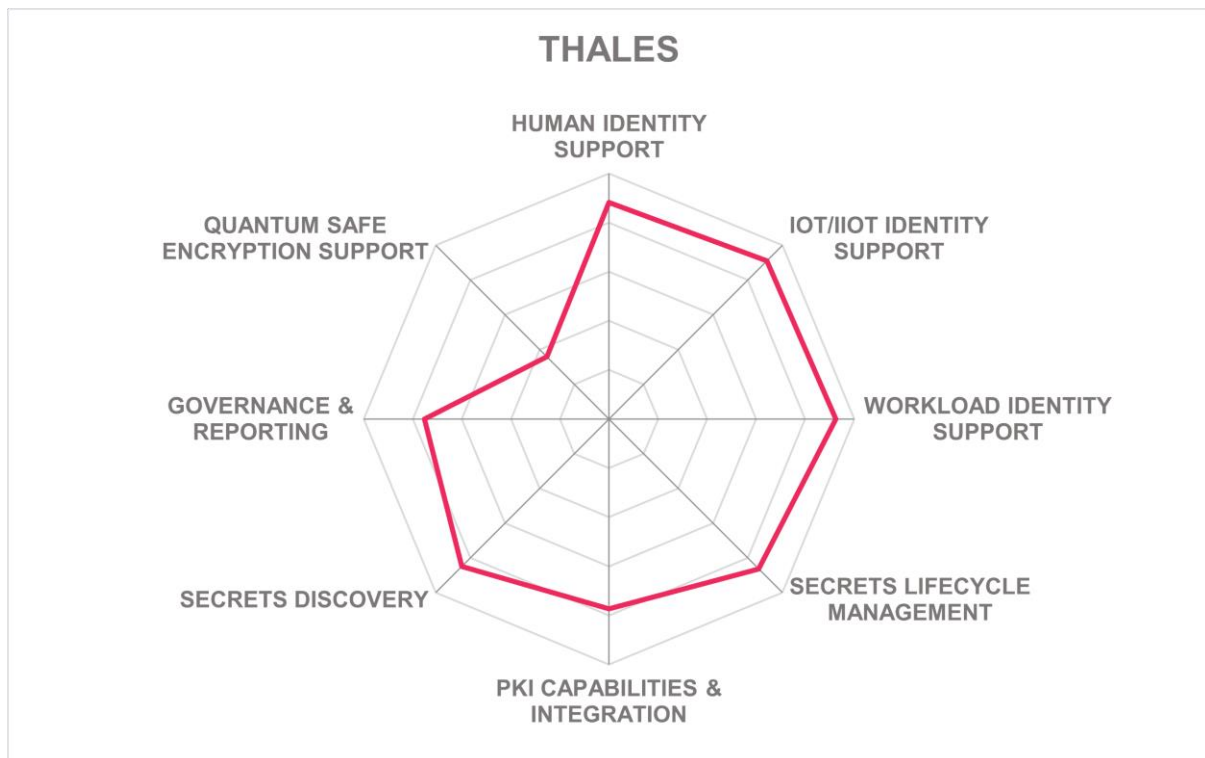 THALES
HUMAN IDENTITY
SUPPORT
QUANTUM SAFE
ENCRYPTION SUPPORT
IOT/IIOT IDENTITY
SUPPORT
GOVERNANCE &
REPORTING
WORKLOAD IDENTITY
SUPPORT
SECRETS DISCOVERY
SECRETS LIFECYCLE
MANAGEMENT
PKI CAPABILITIES &
INTEGRATION